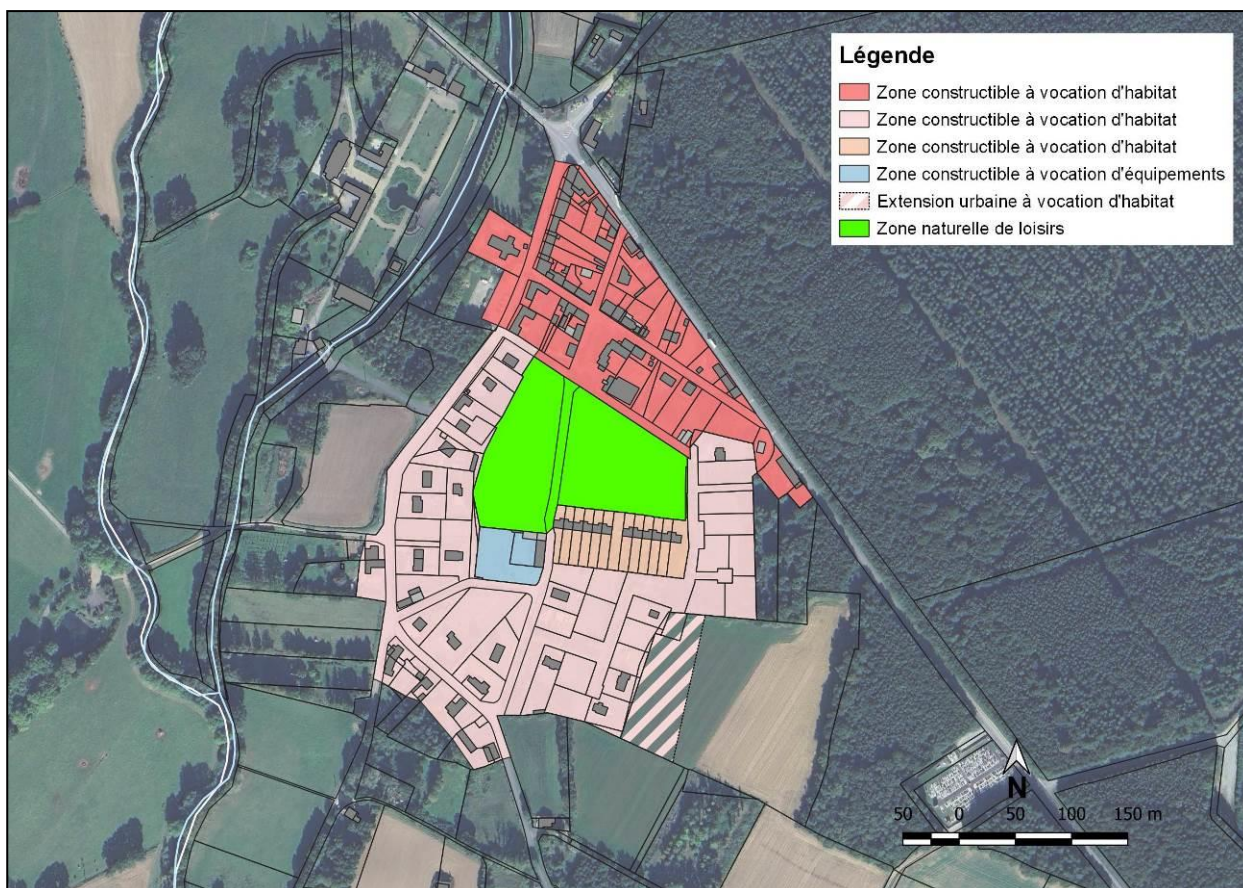 Légende
Zone constructible à vocation d'habitat
Zone constructible à vocation d'habitat
Zone constructible à vocation d'habitat
Zone constructible à vocation d'équipements
Extension urbaine à vocation d'habitat
Zone naturelle de loisirs
N
50 0 50 100 150 m